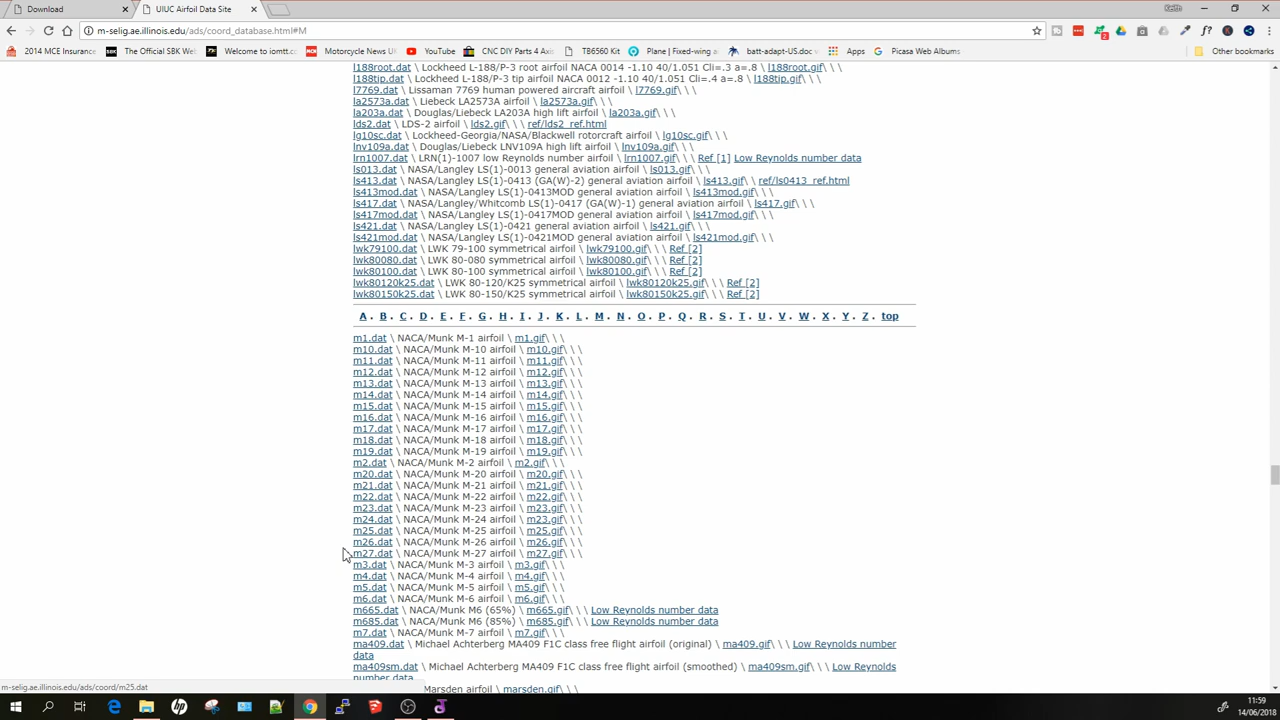 Download
UIUC Airfoil Data Site
Keith
m-selig.ae.illinois.edu/ads/coord_database.html#M
2014 MCE Insurance
The Official SBK Web
Welcome to iomtt.co
Motorcycle News UK
YouTube
CNC DIY Parts 4 Axis
TB6560 Kit
Plane | Fixed-wing a
batt-adapt-US.doc
Apps
Picasa Web Albums
Other bookmarks
l188root.dat \ Lockheed L-188/P-3 root airfoil NACA 0014 -1.10 40/1.051 Cli=.3 a=.8 \ l188root.gif\ \ \
l188tip.dat \ Lockheed L-188/P-3 tip airfoil NACA 0012 -1.10 40/1.051 Cli=.4 a=.8 \ l188tip.gif\ \ \
l7769.dat \ Lissaman 7769 human powered aircraft airfoil \ l7769.gif\ \ \
la2573a.dat \ Liebeck LA2573A airfoil \ la2573a.gif\ \ \
la203a.dat \ Douglas/Liebeck LA203A high lift airfoil \ la203a.gif\ \ \
lds2.dat \ LDS-2 airfoil \ lds2.gif\ \ \ ref/lds2_ref.html
lg10sc.dat \ Lockheed-Georgia/NASA/Blackwell rotorcraft airfoil \ lg10sc.gif\ \ \
lnv109a.dat \ Douglas/Liebeck LNV109A high lift airfoil \ lnv109a.gif\ \ \
lrn1007.dat \ LRN(1)-1007 low Reynolds number airfoil \ lrn1007.gif\ \ \ Ref [1] Low Reynolds number data
ls013.dat \ NASA/Langley LS(1)-0013 general aviation airfoil \ ls013.gif\ \ \
ls413.dat \ NASA/Langley LS(1)-0413 (GA(W)-2) general aviation airfoil \ ls413.gif\ \ \ ref/ls0413_ref.html
ls413mod.dat \ NASA/Langley LS(1)-0413MOD general aviation airfoil \ ls413mod.gif\ \ \
ls417.dat \ NASA/Langley/Whitcomb LS(1)-0417 (GA(W)-1) general aviation airfoil \ ls417.gif\ \ \
ls417mod.dat \ NASA/Langley LS(1)-0417MOD general aviation airfoil \ ls417mod.gif\ \ \
ls421.dat \ NASA/Langley LS(1)-0421 general aviation airfoil \ ls421.gif\ \ \
ls421mod.dat \ NASA/Langley LS(1)-0421MOD general aviation airfoil \ ls421mod.gif\ \ \
lwk79100.dat \ LWK 79-100 symmetrical airfoil \ lwk79100.gif\ \ \ Ref [2]
lwk80080.dat \ LWK 80-080 symmetrical airfoil \ lwk80080.gif\ \ \ Ref [2]
lwk80100.dat \ LWK 80-100 symmetrical airfoil \ lwk80100.gif\ \ \ Ref [2]
lwk80120k25.dat \ LWK 80-120/K25 symmetrical airfoil \ lwk80120k25.gif\ \ \ Ref [2]
lwk80150k25.dat \ LWK 80-150/K25 symmetrical airfoil \ lwk80150k25.gif\ \ \ Ref [2]
A . B . C . D . E . F . G . H . I . J . K . L . M . N . O . P . Q . R . S . T . U . V . W . X . Y . Z . top
m1.dat \ NACA/Munk M-1 airfoil \ m1.gif\ \ \
m10.dat \ NACA/Munk M-10 airfoil \ m10.gif\ \ \
m11.dat \ NACA/Munk M-11 airfoil \ m11.gif\ \ \
m12.dat \ NACA/Munk M-12 airfoil \ m12.gif\ \ \
m13.dat \ NACA/Munk M-13 airfoil \ m13.gif\ \ \
m14.dat \ NACA/Munk M-14 airfoil \ m14.gif\ \ \
m15.dat \ NACA/Munk M-15 airfoil \ m15.gif\ \ \
m16.dat \ NACA/Munk M-16 airfoil \ m16.gif\ \ \
m17.dat \ NACA/Munk M-17 airfoil \ m17.gif\ \ \
m18.dat \ NACA/Munk M-18 airfoil \ m18.gif\ \ \
m19.dat \ NACA/Munk M-19 airfoil \ m19.gif\ \ \
m2.dat \ NACA/Munk M-2 airfoil \ m2.gif\ \ \
m20.dat \ NACA/Munk M-20 airfoil \ m20.gif\ \ \
m21.dat \ NACA/Munk M-21 airfoil \ m21.gif\ \ \
m22.dat \ NACA/Munk M-22 airfoil \ m22.gif\ \ \
m23.dat \ NACA/Munk M-23 airfoil \ m23.gif\ \ \
m24.dat \ NACA/Munk M-24 airfoil \ m23.gif\ \ \
m25.dat \ NACA/Munk M-25 airfoil \ m25.gif\ \ \
m26.dat \ NACA/Munk M-26 airfoil \ m26.gif\ \ \
m27.dat \ NACA/Munk M-27 airfoil \ m27.gif\ \ \
m3.dat \ NACA/Munk M-3 airfoil \ m3.gif\ \ \
m4.dat \ NACA/Munk M-4 airfoil \ m4.gif\ \ \
m5.dat \ NACA/Munk M-5 airfoil \ m5.gif\ \ \
m6.dat \ NACA/Munk M-6 airfoil \ m6.gif\ \ \
m665.dat \ NACA/Munk M6 (65%) \ m665.gif\ \ \ Low Reynolds number data
m685.dat \ NACA/Munk M6 (85%) \ m685.gif\ \ \ Low Reynolds number data
m7.dat \ NACA/Munk M-7 airfoil \ m7.gif\ \ \
ma409.dat \ Michael Achterberg MA409 F1C class free flight airfoil (original) \ ma409.gif\ \ \ Low Reynolds number
data
ma409sm.dat \ Michael Achterberg MA409 F1C class free flight airfoil (smoothed) \ ma409sm.gif\ \ \ Low Reynolds
number data
Marsden airfoil \ marsden.gif\ \ \
m-selig.ae.illinois.edu/ads/coord/m25.dat
11:59
14/06/2018